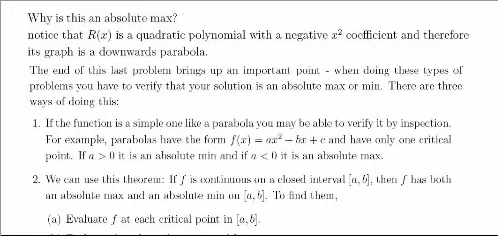 Why is this an absolute max?
notice that R(x) is a quadratic polynomial with a negative x² coefficient and therefore
its graph is a downwards parabola.
The end of this last problem brings up an important point - when doing these types of
problems you have to verify that your solution is an absolute max or min. There are three
ways of doing this:
1. If the function is a simple one like a parabola you may be able to verify it by inspection.
For example, parabolas have the form f(x) = ax² − bx + c and have only one critical
point. If a > 0 it is an absolute min and if a < 0 it is an absolute max.
2. We can use this theorem: If f is continuous on a closed interval [a, b], then f has both
an absolute max and an absolute min on [a, b]. To find them,
(a) Evaluate f at each critical point in [a, b].